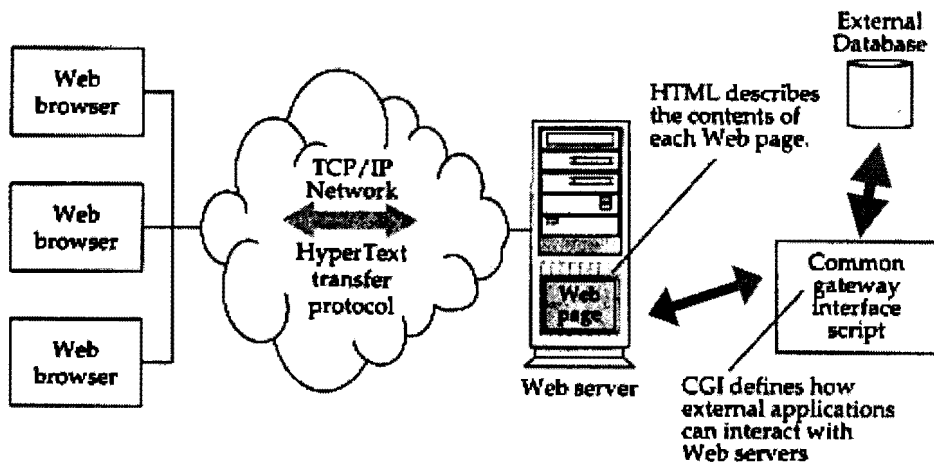 External
Database
Web
browser
HTML describes
the contents of
each Web page.
TCP/IP
Network
Web
browser
HyperText
transfer
protocol
Common
gateway
interface
script
Web
page
Web
browser
Web server
CGI defines how
external applications
can interact with
Web servers